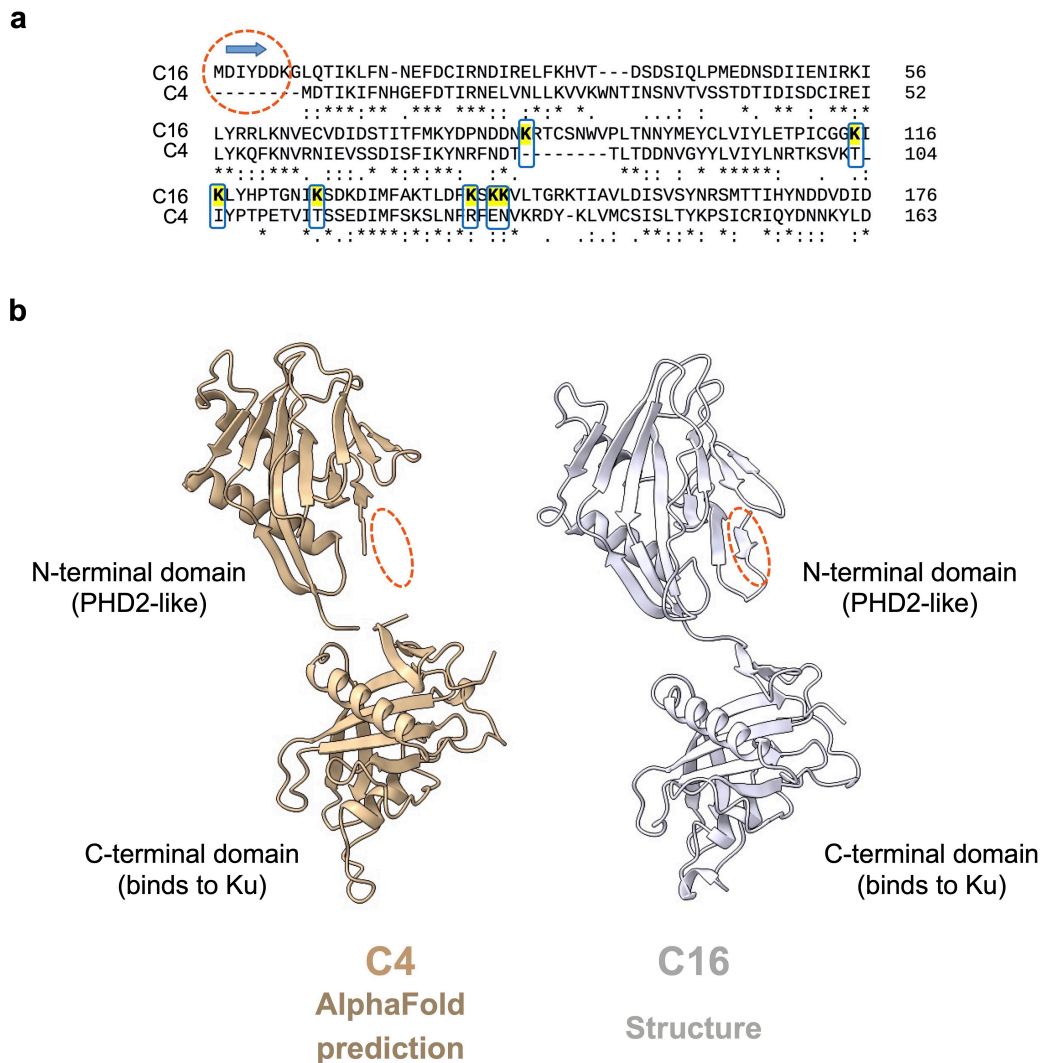 a
C16 MDIYDDKGLQTIKLFN-NEFDCIRNDIRELFKHVT---DSDSIQLPMEDNSDIIENIRKI 56
C4 --------MDTIKIFNHGEFDTIRNELVNLLKVVKWNTINSNVTVSSTDTIDISDCIREI 52
C16 LYRRLKNVECVDIDSTITFMKYDPNDDNKRTCSNWVPLTNNYMEYCLVIYLETPICGGKI 116
C4 LYKQFKNVRNIEVSSDISFIKYNRFNDT--------TLTDDNVGYYLVIYLNRTKSVKTL 104
C16 KLYHPTGNIKSDKDIMFAKTLDFKSKKVLTGRKTIAVLDISVSYNRSMTTIHYNDDVDID 176
C4 IYPTPETVITSSEDIMFSKSLNFRFENVKRDY-KLVMCSISLTYKPSICRIQYDNNKYLD 163
b
N-terminal domain
(PHD2-like)
N-terminal domain
(PHD2-like)
C-terminal domain
(binds to Ku)
C-terminal domain
(binds to Ku)
C4
AlphaFold
prediction
C16
Structure